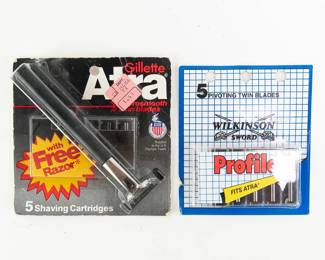 Gillette
Atra
with
Free
Razor
5 Shaving Cartridges
5 PIVOTING TWIN BLADES
WILKINSON
SWORD
Profile
FITS ATRA